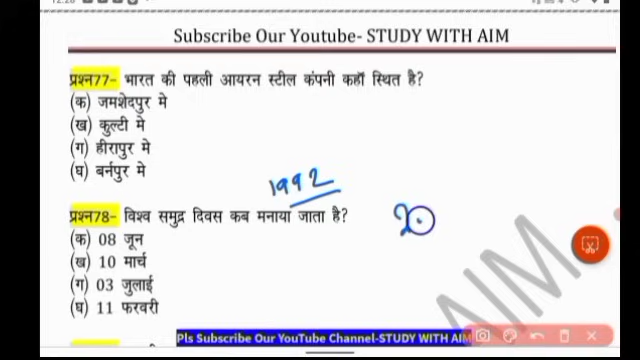 Subscribe Our Youtube- STUDY WITH AIM
प्रश्न77- भारत की पहली आयरन स्टील कंपनी कहाँ स्थित है?
(क) जमशेदपुर मे
(ख) कुल्टी मे
(ग) हीरापुर मे
(घ) बर्नपुर मे
1992
प्रश्न78- विश्व समुद्र दिवस कब मनाया जाता है?
(क) 08 जून
(ख) 10 मार्च
(ग) 03 जुलाई
(घ) 11 फरवरी
AIM
Pls Subscribe Our YouTube Channel-STUDY WITH AIM